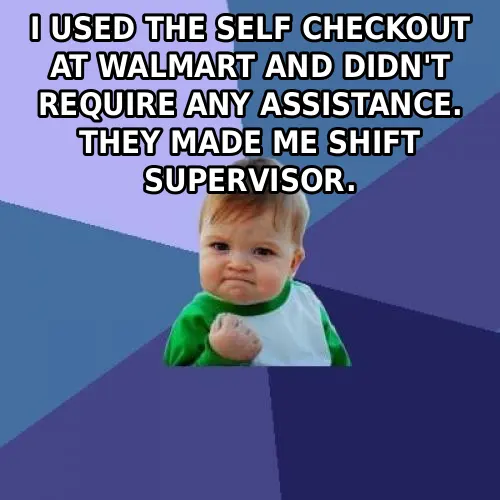 I USED THE SELF CHECKOUT
AT WALMART AND DIDN'T
REQUIRE ANY ASSISTANCE.
THEY MADE ME SHIFT
SUPERVISOR.